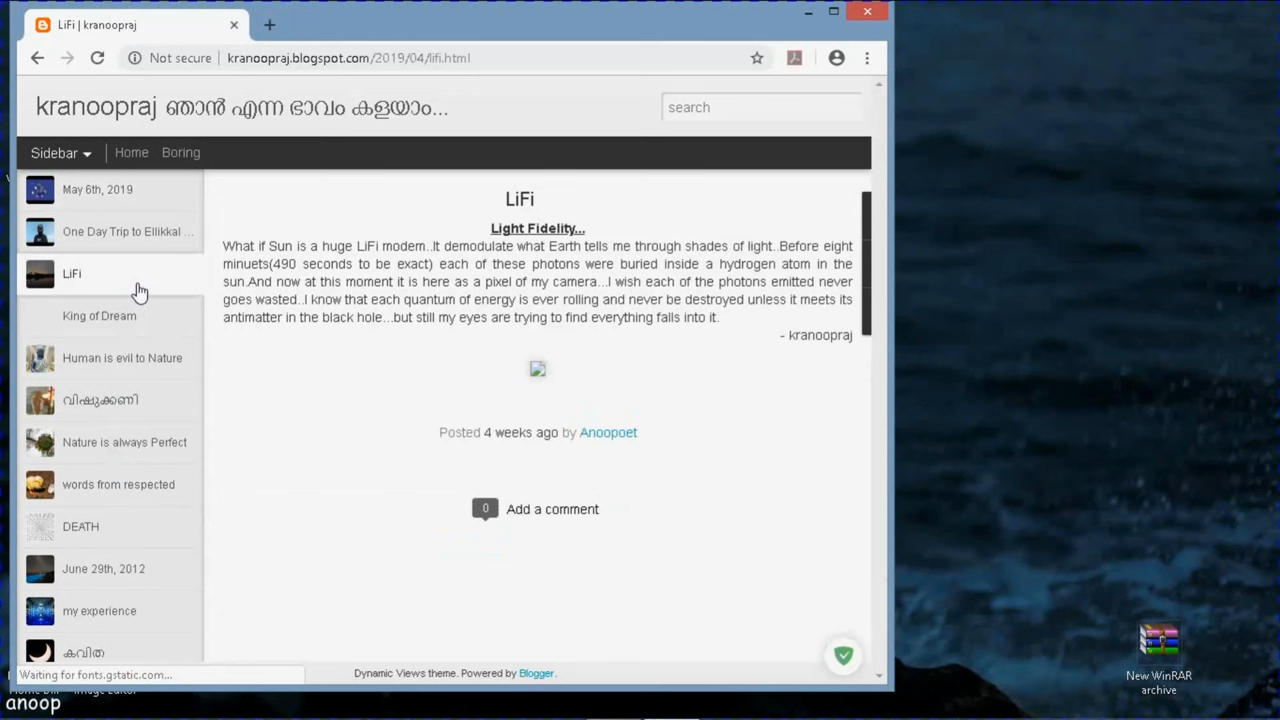 LiFi | kranoopraj
Not secure kranoopraj.blogspot.com/2019/04/lifi.html
kranoopraj ഞാൻ എന്ന ഭാവം കളയാം...
search
Sidebar Home Boring
May 6th, 2019
One Day Trip to Ellikkal ...
LiFi
King of Dream
Human is evil to Nature
വിഷുക്കണി
Nature is always Perfect
words from respected
DEATH
June 29th, 2012
my experience
കവിത
LiFi
Light Fidelity...
What if Sun is a huge LiFi modem..It demodulate what Earth tells me through shades of light..Before eight
minuets(490 seconds to be exact) each of these photons were buried inside a hydrogen atom in the
sun.And now at this moment it is here as a pixel of my camera...I wish each of the photons emitted never
goes wasted..I know that each quantum of energy is ever rolling and never be destroyed unless it meets its
antimatter in the black hole...but still my eyes are trying to find everything falls into it.
- kranoopraj
Posted 4 weeks ago by Anoopoet
0 Add a comment
Waiting for fonts.gstatic.com...
Dynamic Views theme. Powered by Blogger.
New WinRAR
archive
anoop